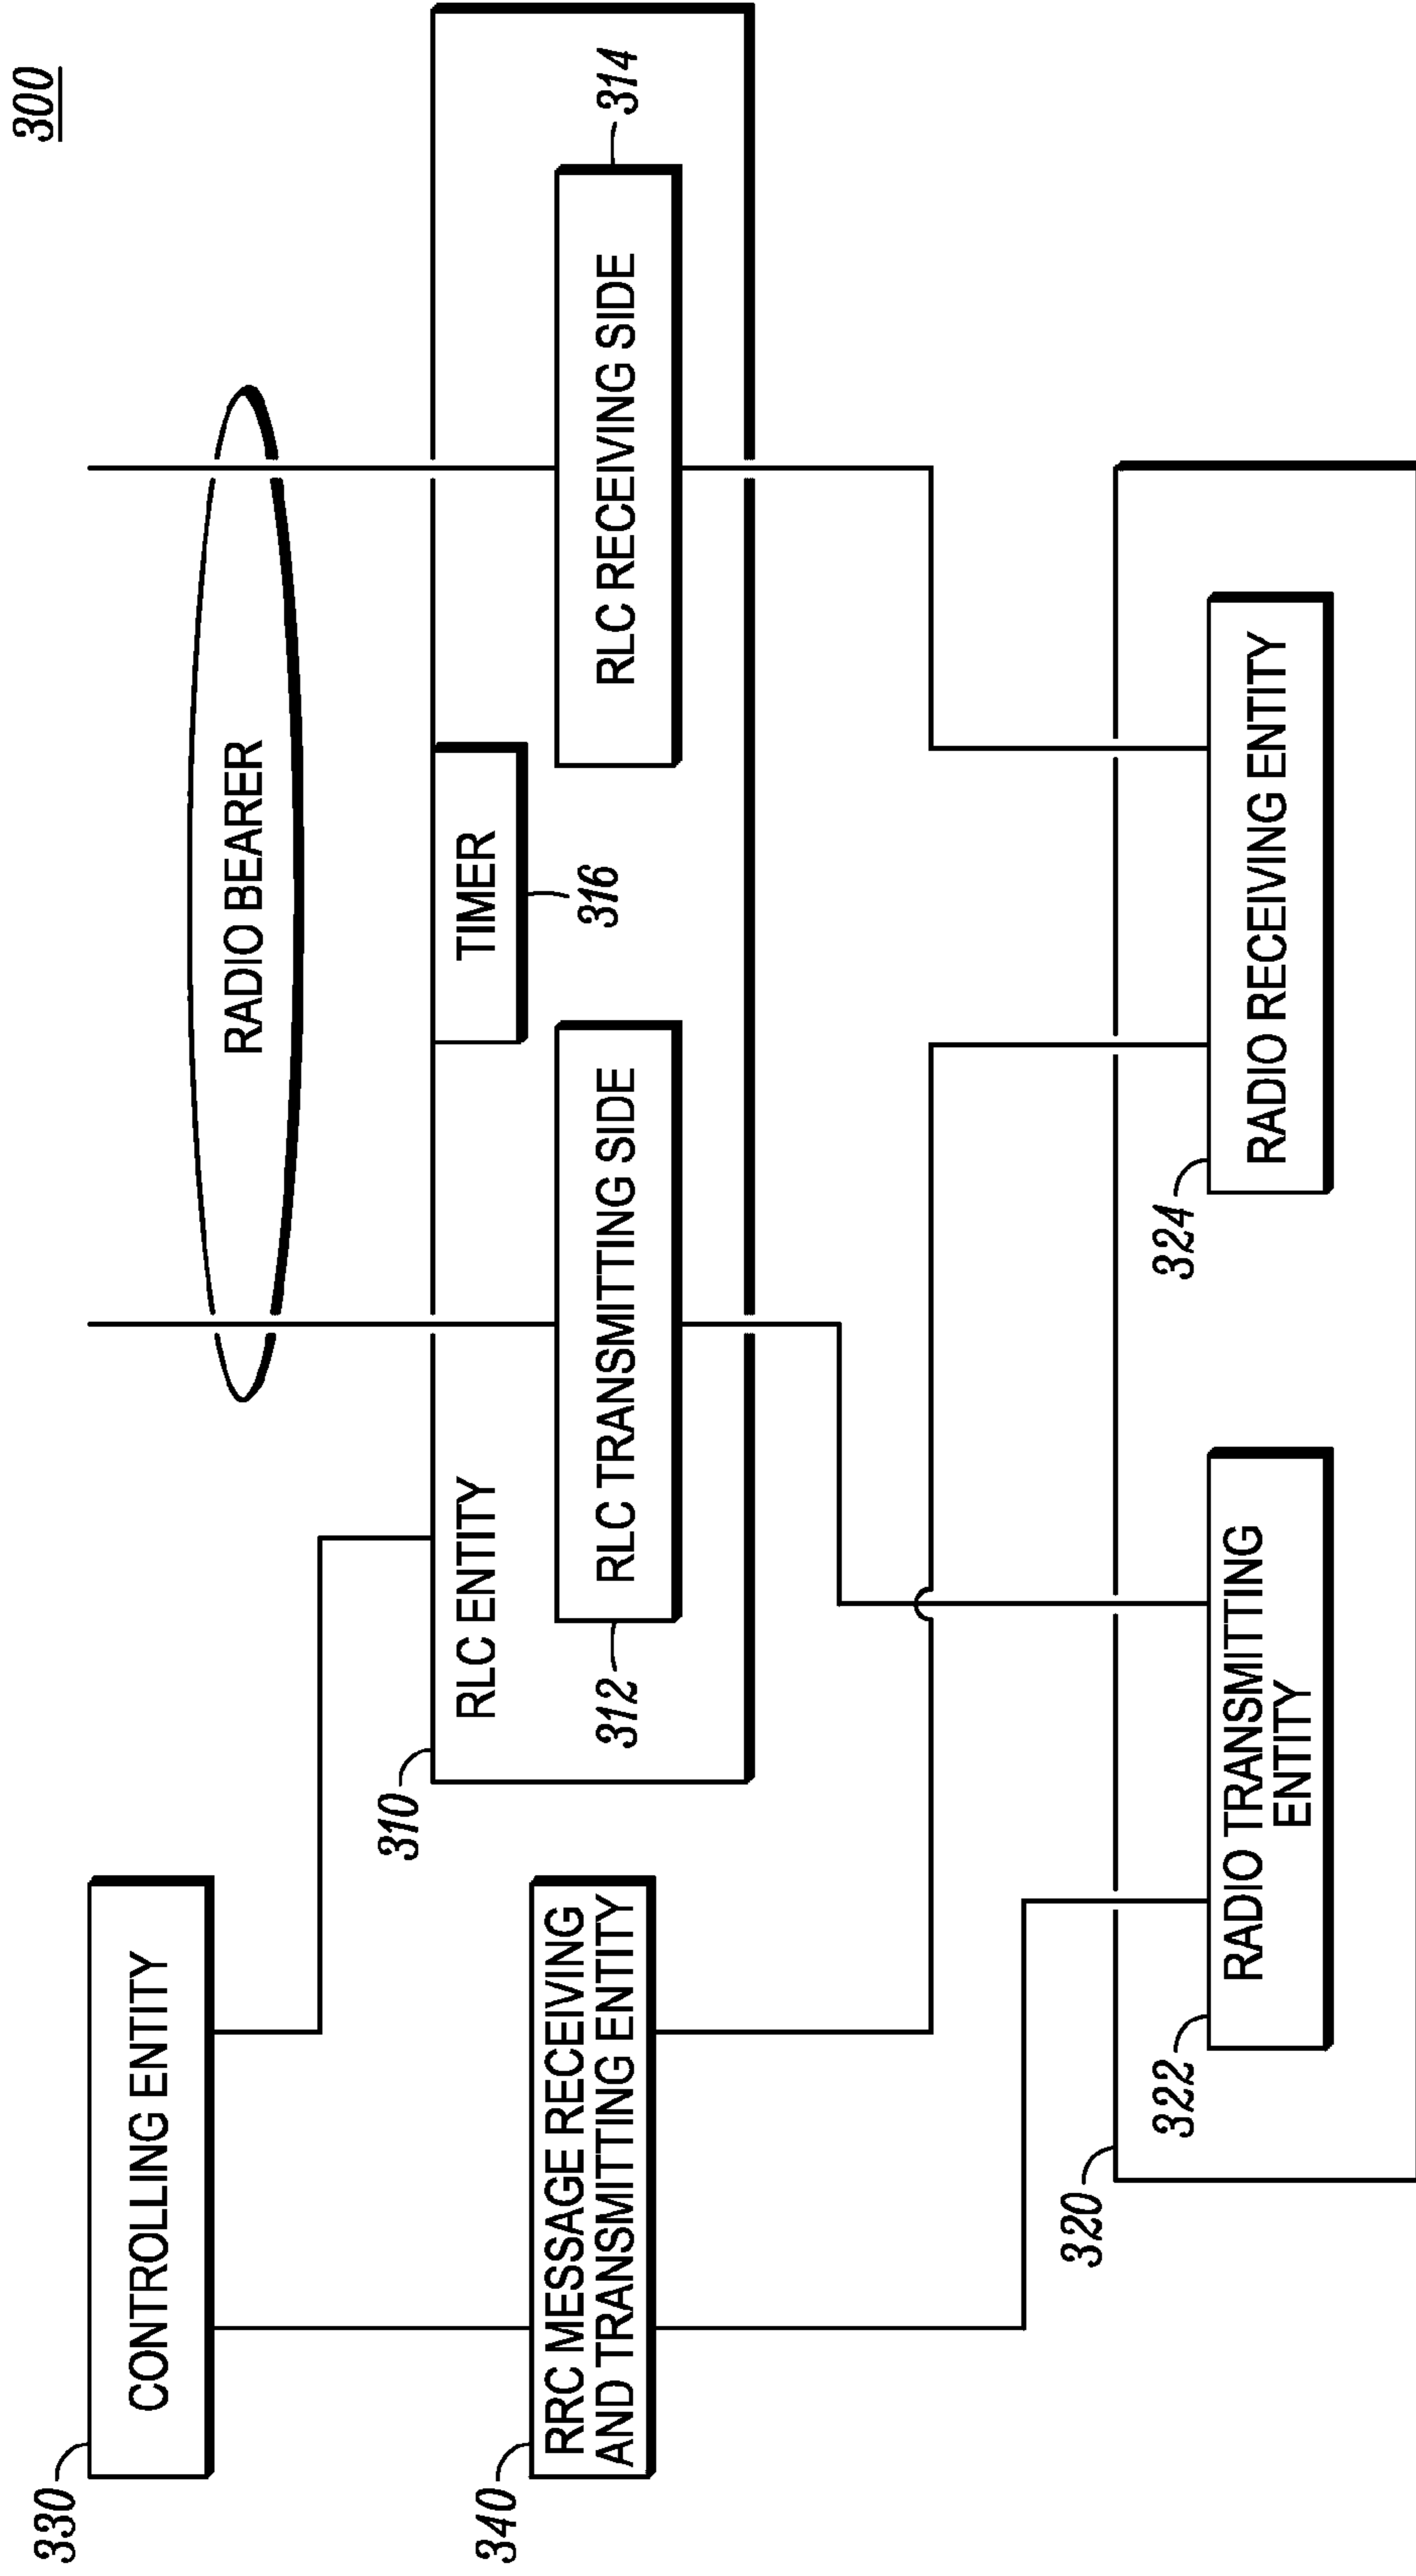 300
330
CONTROLLING ENTITY
RADIO BEARER
310
RLC ENTITY
TIMER
316
340
RRC MESSAGE RECEIVING
AND TRANSMITTING ENTITY
312
RLC TRANSMITTING SIDE
RLC RECEIVING SIDE
314
320
322
RADIO TRANSMITTING
ENTITY
324
RADIO RECEIVING ENTITY